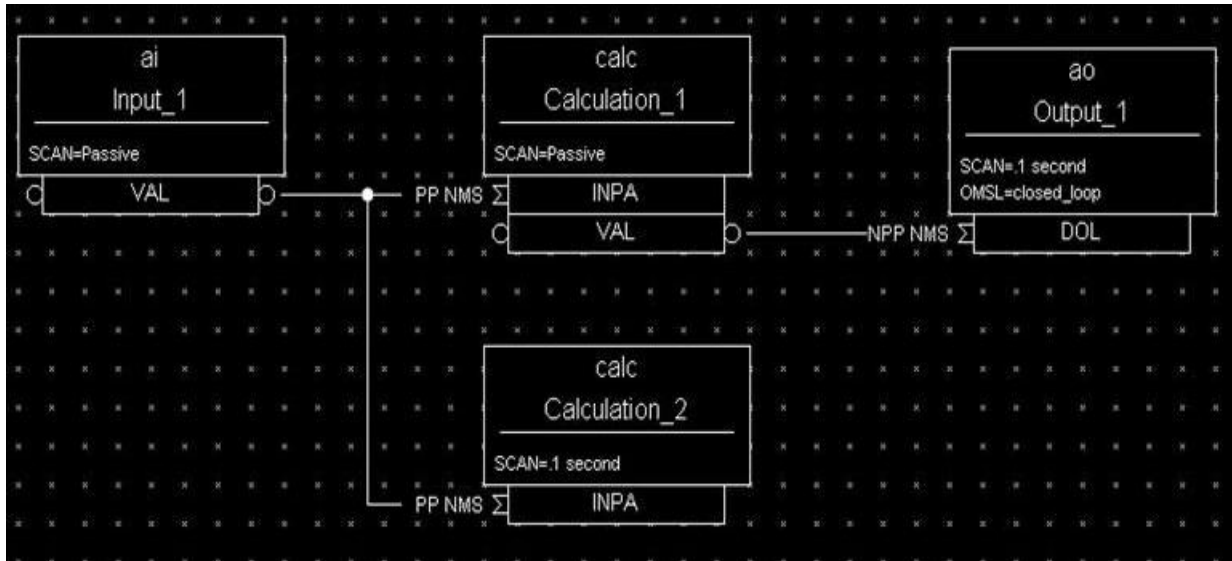 ai
Input_1
SCAN=Passive
VAL
calc
Calculation_1
SCAN=Passive
PP NMS INPA
VAL
ao
Output_1
SCAN=.1 second
OMSL=closed_loop
NPP NMS DOL
calc
Calculation_2
SCAN=.1 second
PP NMS INPA